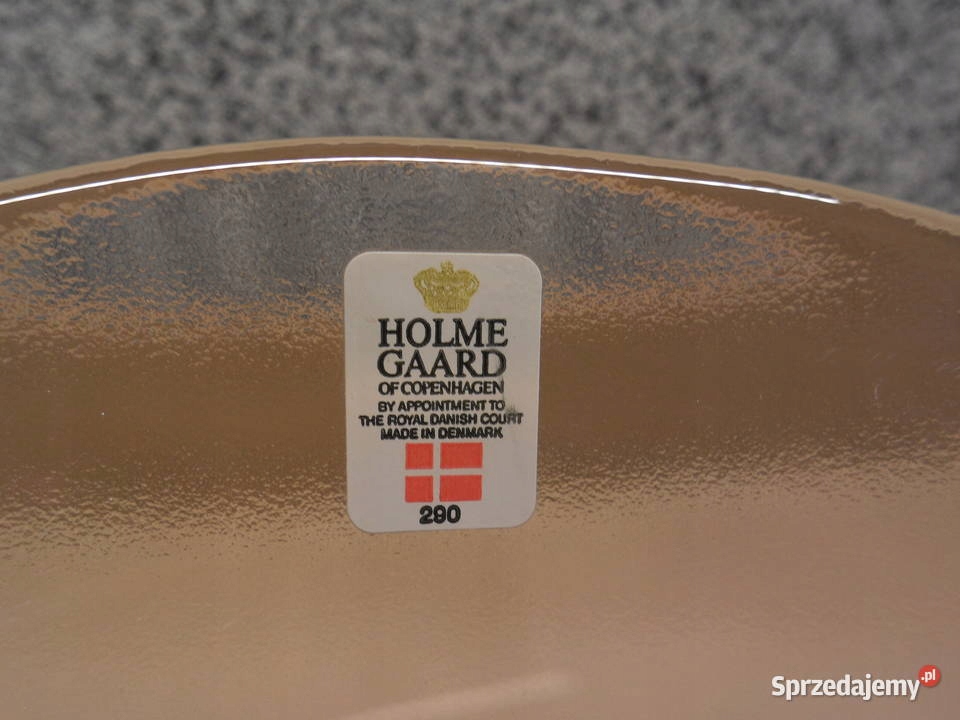 HOLME
GAARD
OF COPENHAGEN
BY APPOINTMENT TO
THE ROYAL DANISH COURT
MADE IN DENMARK
290
Sprzedajemy.pl